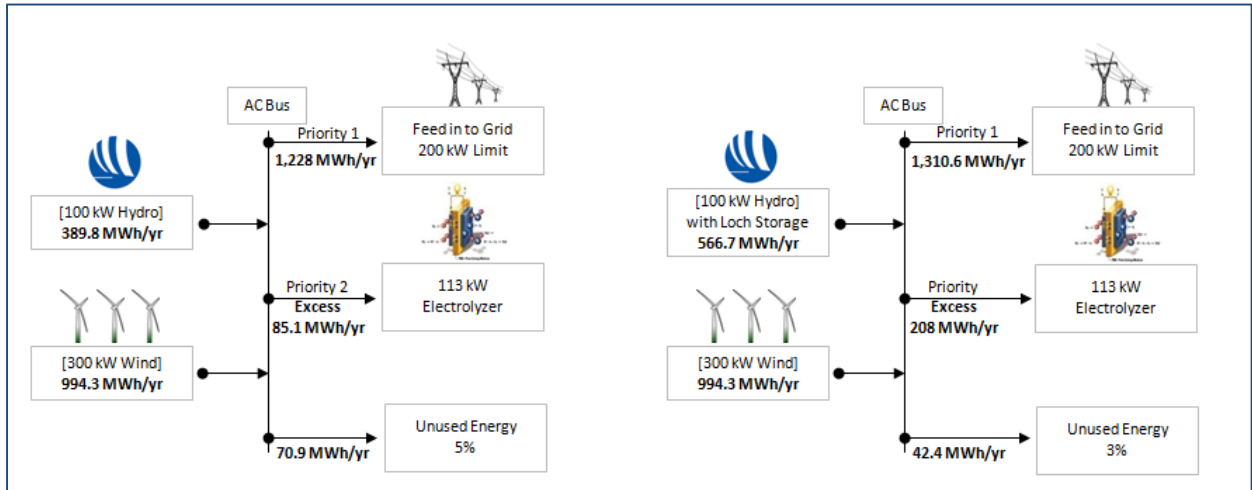 AC Bus
Priority 1
1,228 MWh/yr
Feed in to Grid
200 kW Limit
[100 kW Hydro]
389.8 MWh/yr
Priority 2
Excess
85.1 MWh/yr
113 kW
Electrolyzer
[300 kW Wind]
994.3 MWh/yr
70.9 MWh/yr
Unused Energy
5%
AC Bus
Priority 1
1,310.6 MWh/yr
Feed in to Grid
200 kW Limit
[100 kW Hydro]
with Loch Storage
566.7 MWh/yr
Priority
Excess
208 MWh/yr
113 kW
Electrolyzer
[300 kW Wind]
994.3 MWh/yr
42.4 MWh/yr
Unused Energy
3%